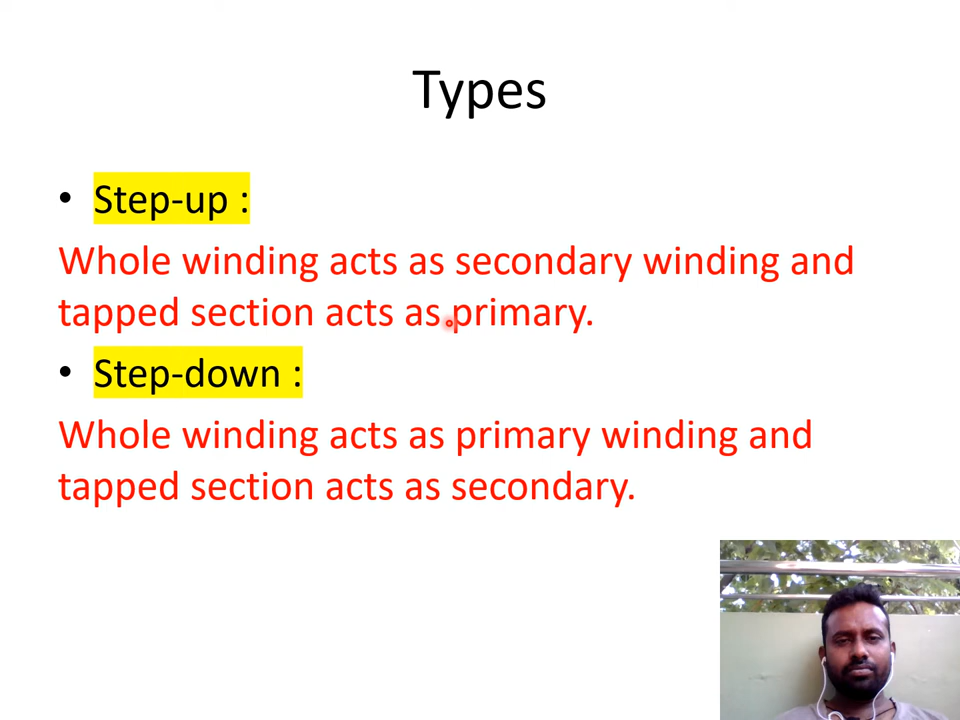 Types
• Step-up :
Whole winding acts as secondary winding and
tapped section acts as primary.
• Step-down :
Whole winding acts as primary winding and
tapped section acts as secondary.